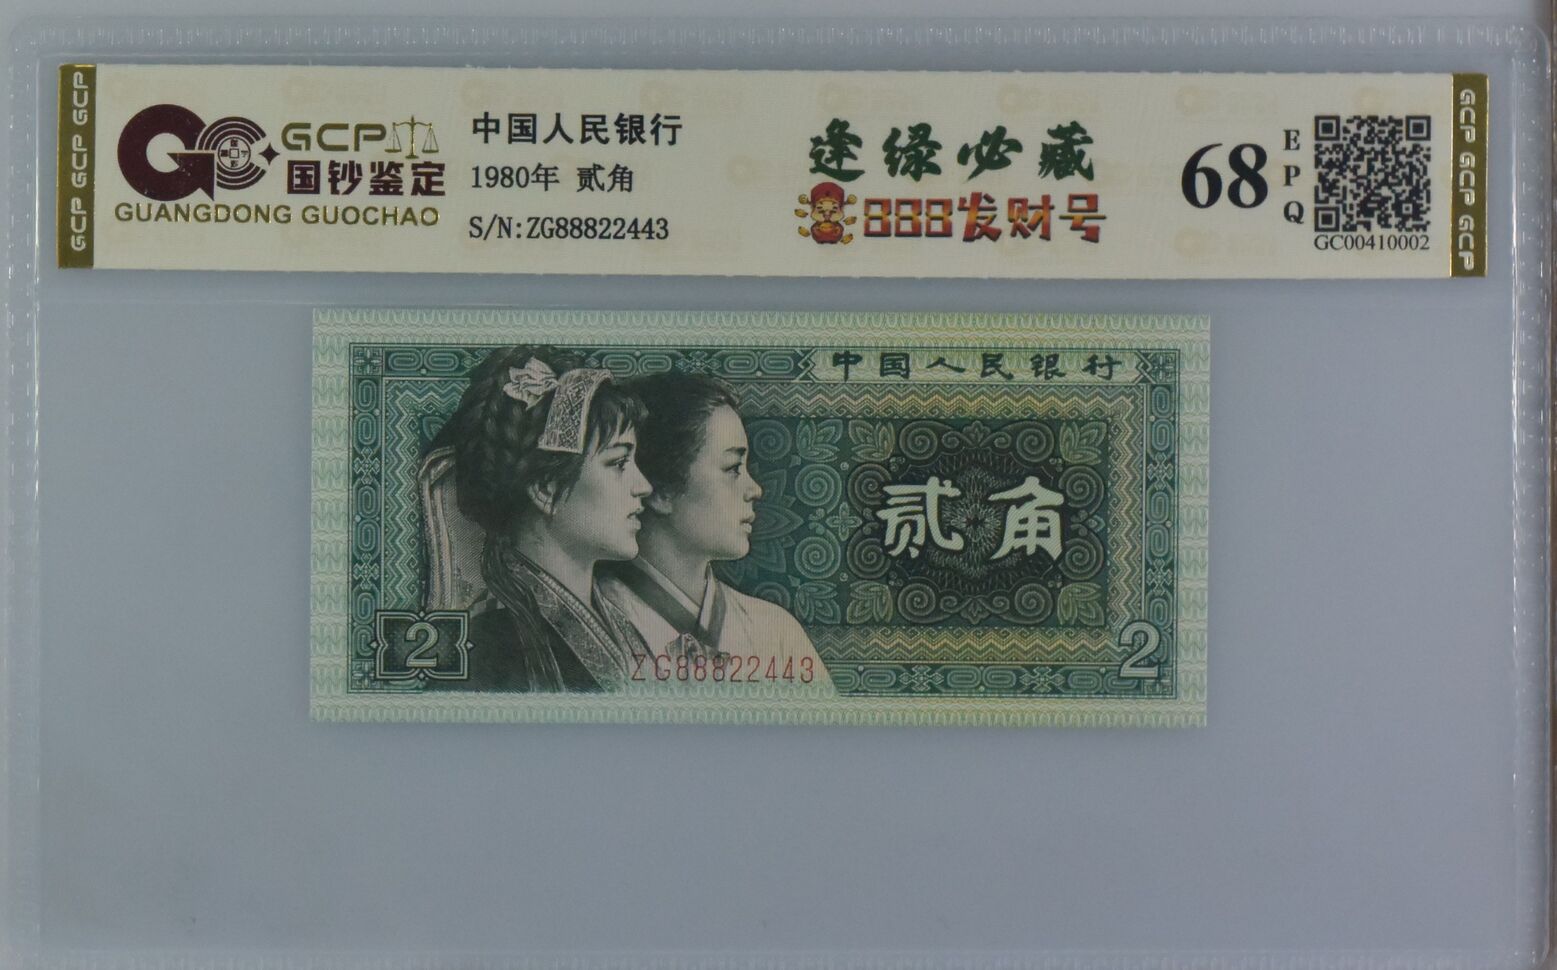 GCP GCP GCP
GCP
国钞鉴定
GUANGDONG GUOCHAO
中国人民银行
1980年 贰角
S/N:ZG88822443
逢缘必藏
888发财号
68
EPQ
GC00410002
GCP GCP GCP
中国人民银行
贰角
2
2
ZG88822443